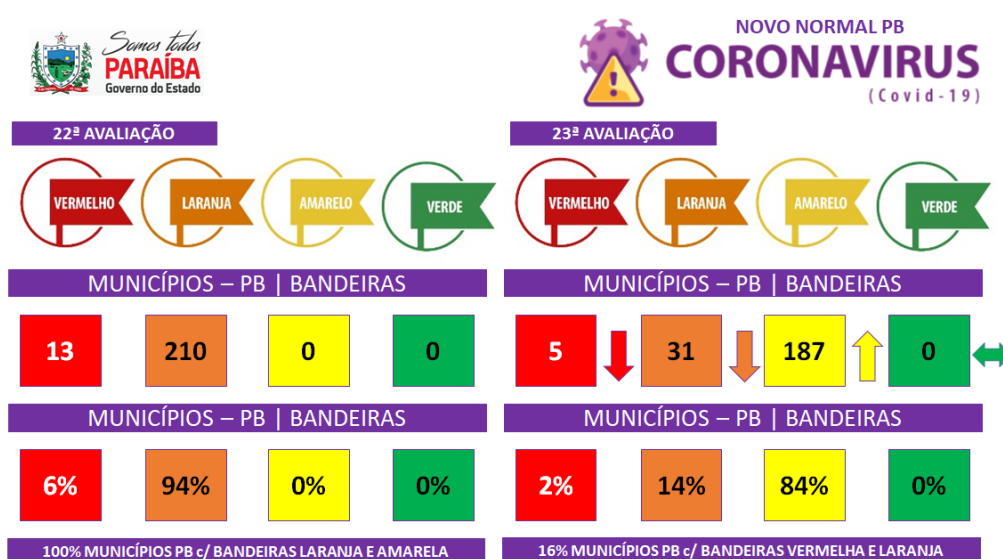 Somos todos
PARAÍBA
Governo do Estado
NOVO NORMAL PB
CORONAVIRUS
(Covid-19)
22ª AVALIAÇÃO
VERMELHO LARANJA AMARELO VERDE
MUNICÍPIOS – PB | BANDEIRAS
13 210 0 0
MUNICÍPIOS – PB | BANDEIRAS
6% 94% 0% 0%
100% MUNICÍPIOS PB c/ BANDEIRAS LARANJA E AMARELA
23ª AVALIAÇÃO
VERMELHO LARANJA AMARELO VERDE
MUNICÍPIOS – PB | BANDEIRAS
5 31 187 0
MUNICÍPIOS – PB | BANDEIRAS
2% 14% 84% 0%
16% MUNICÍPIOS PB c/ BANDEIRAS VERMELHA E LARANJA